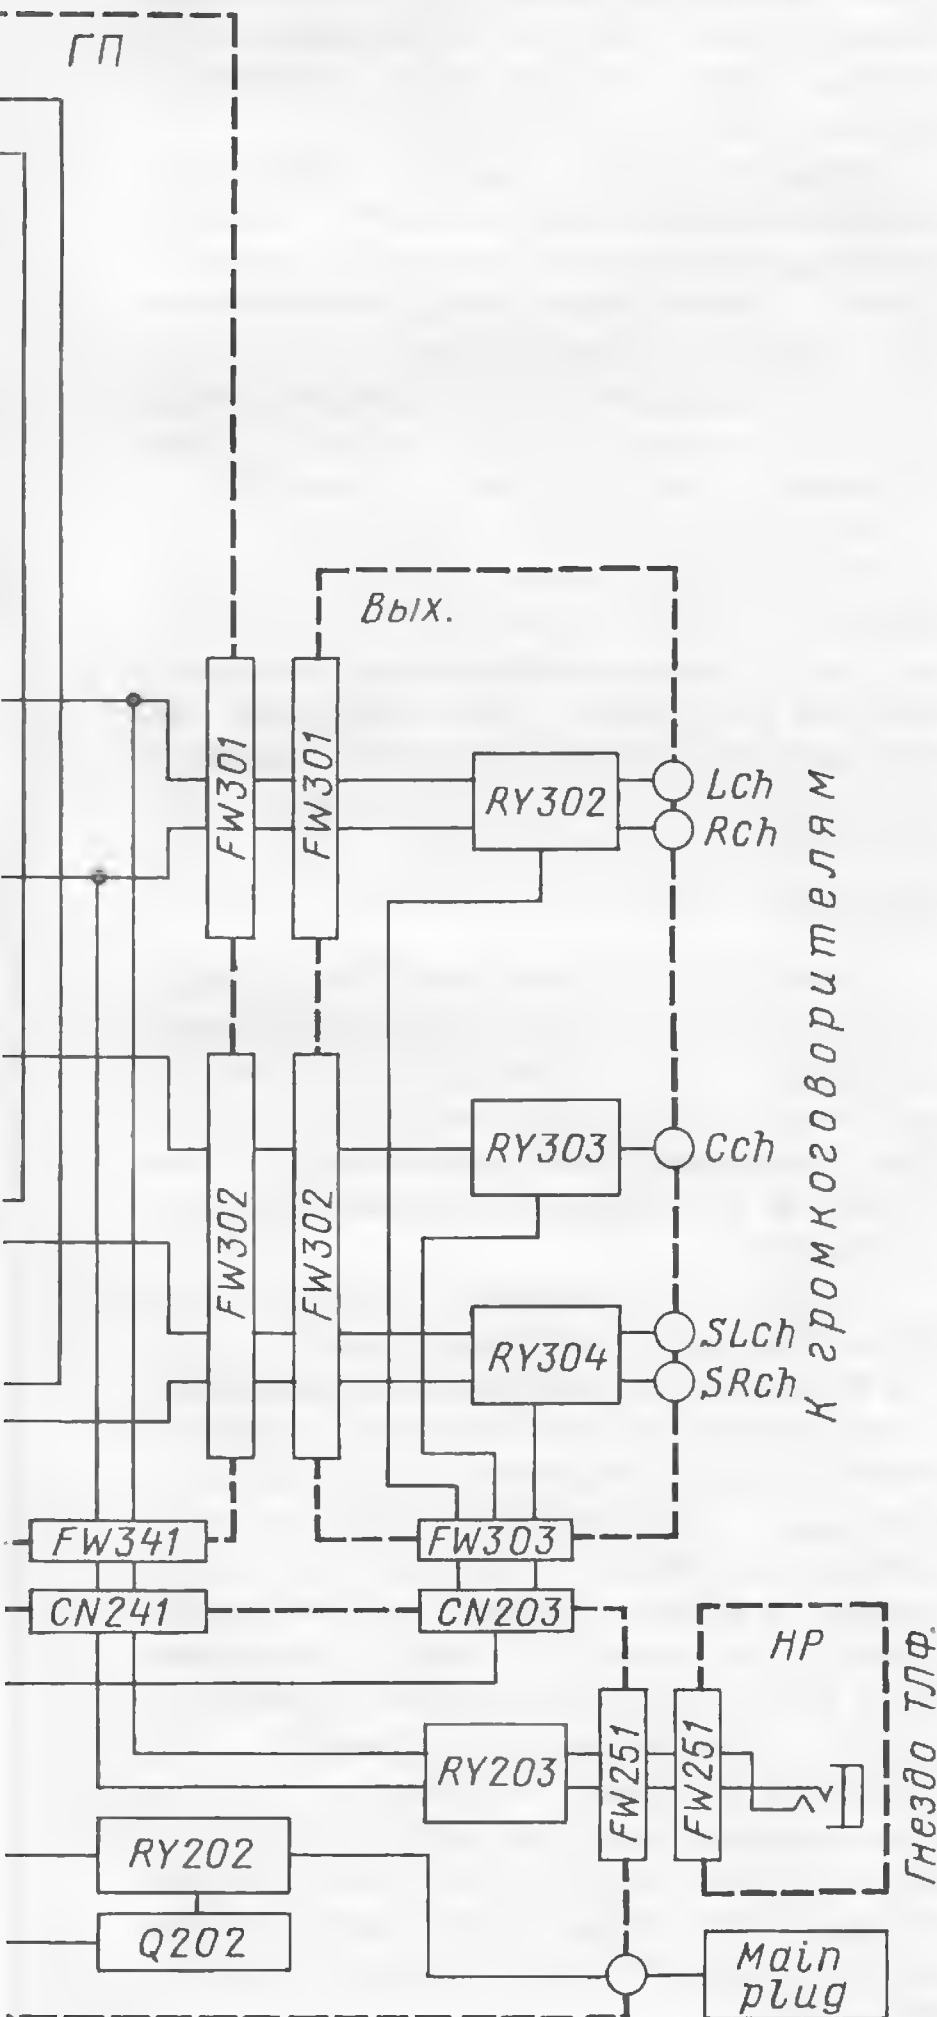 ГП
Вых.
FW301
FW301
RY302
Lch
Rch
К громкоговорителям
FW302
FW302
RY303
Cch
RY304
SLch
SRch
FW341
FW303
CN241
CN203
HP
Гнездо ТЛФ.
RY203
FW251
FW251
RY202
Q202
Main
plug